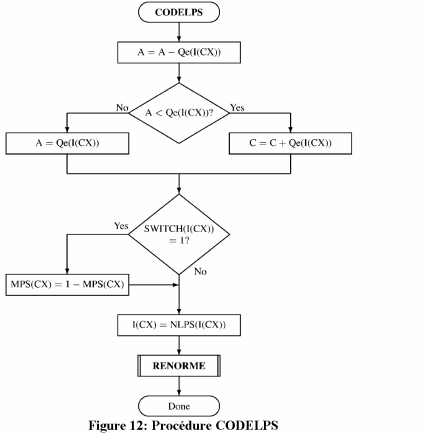 CODELPS
A = A − Qe(I(CX))
A < Qe(I(CX))?
No
Yes
A = Qe(I(CX))
C = C + Qe(I(CX))
SWITCH(I(CX))
= 1?
Yes
No
MPS(CX) = 1 − MPS(CX)
I(CX) = NLPS(I(CX))
RENORME
Done
Figure 12: Procédure CODELPS